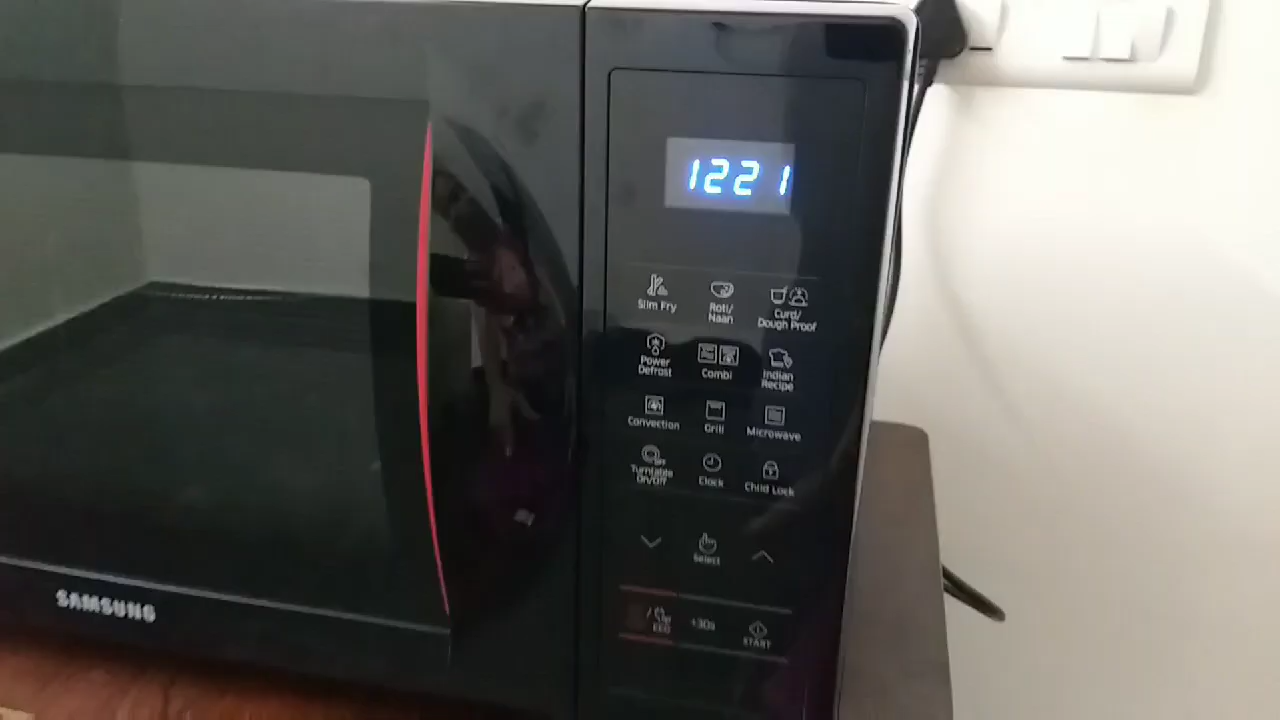 1221
Slim Fry
Roti/
Naan
Curd/
Dough Proof
Power
Defrost
Combi
Indian
Recipe
Convection
Grill
Microwave
Turntable
On/Off
Clock
Child Lock
Select
/
ECO
+30s
START
SAMSUNG